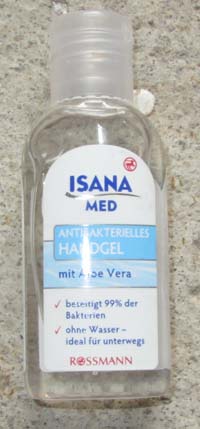 ISANA
MED
ANTIBAKTERIELLES
HANDGEL
mit Aloe Vera
✓ beseitigt 99% der
Bakterien
✓ ohne Wasser –
ideal für unterwegs
ROSSMANN